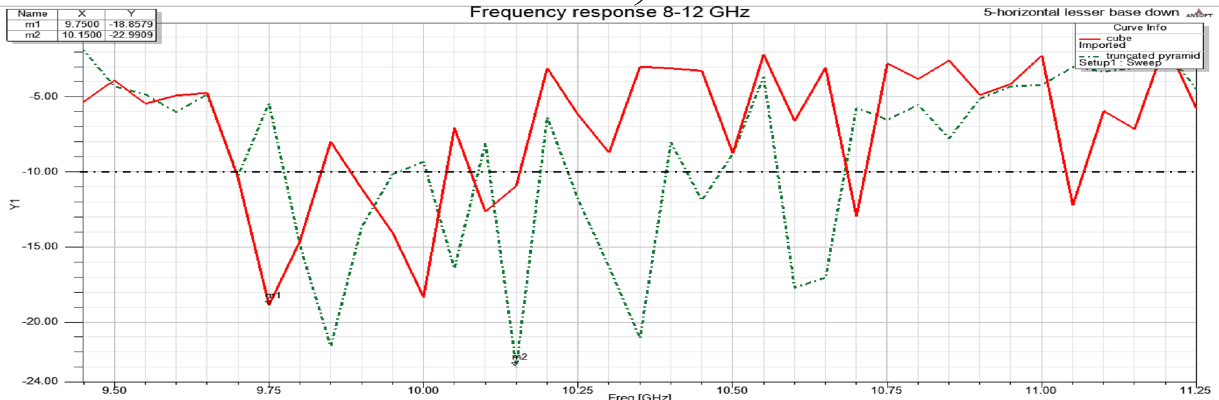 Frequency response 8-12 GHz
5-horizontal lesser base down
ANSOFT
Name X Y
m1 9.7500 -18.8579
m2 10.1500 -22.9909
Curve Info
cube
Imported
truncated pyramid
Setup1 : Sweep
-5.00
-10.00
-15.00
-20.00
-24.00
Y1
m1
m2
9.50 9.75 10.00 10.25 10.50 10.75 11.00 11.25
Freq [GHz]